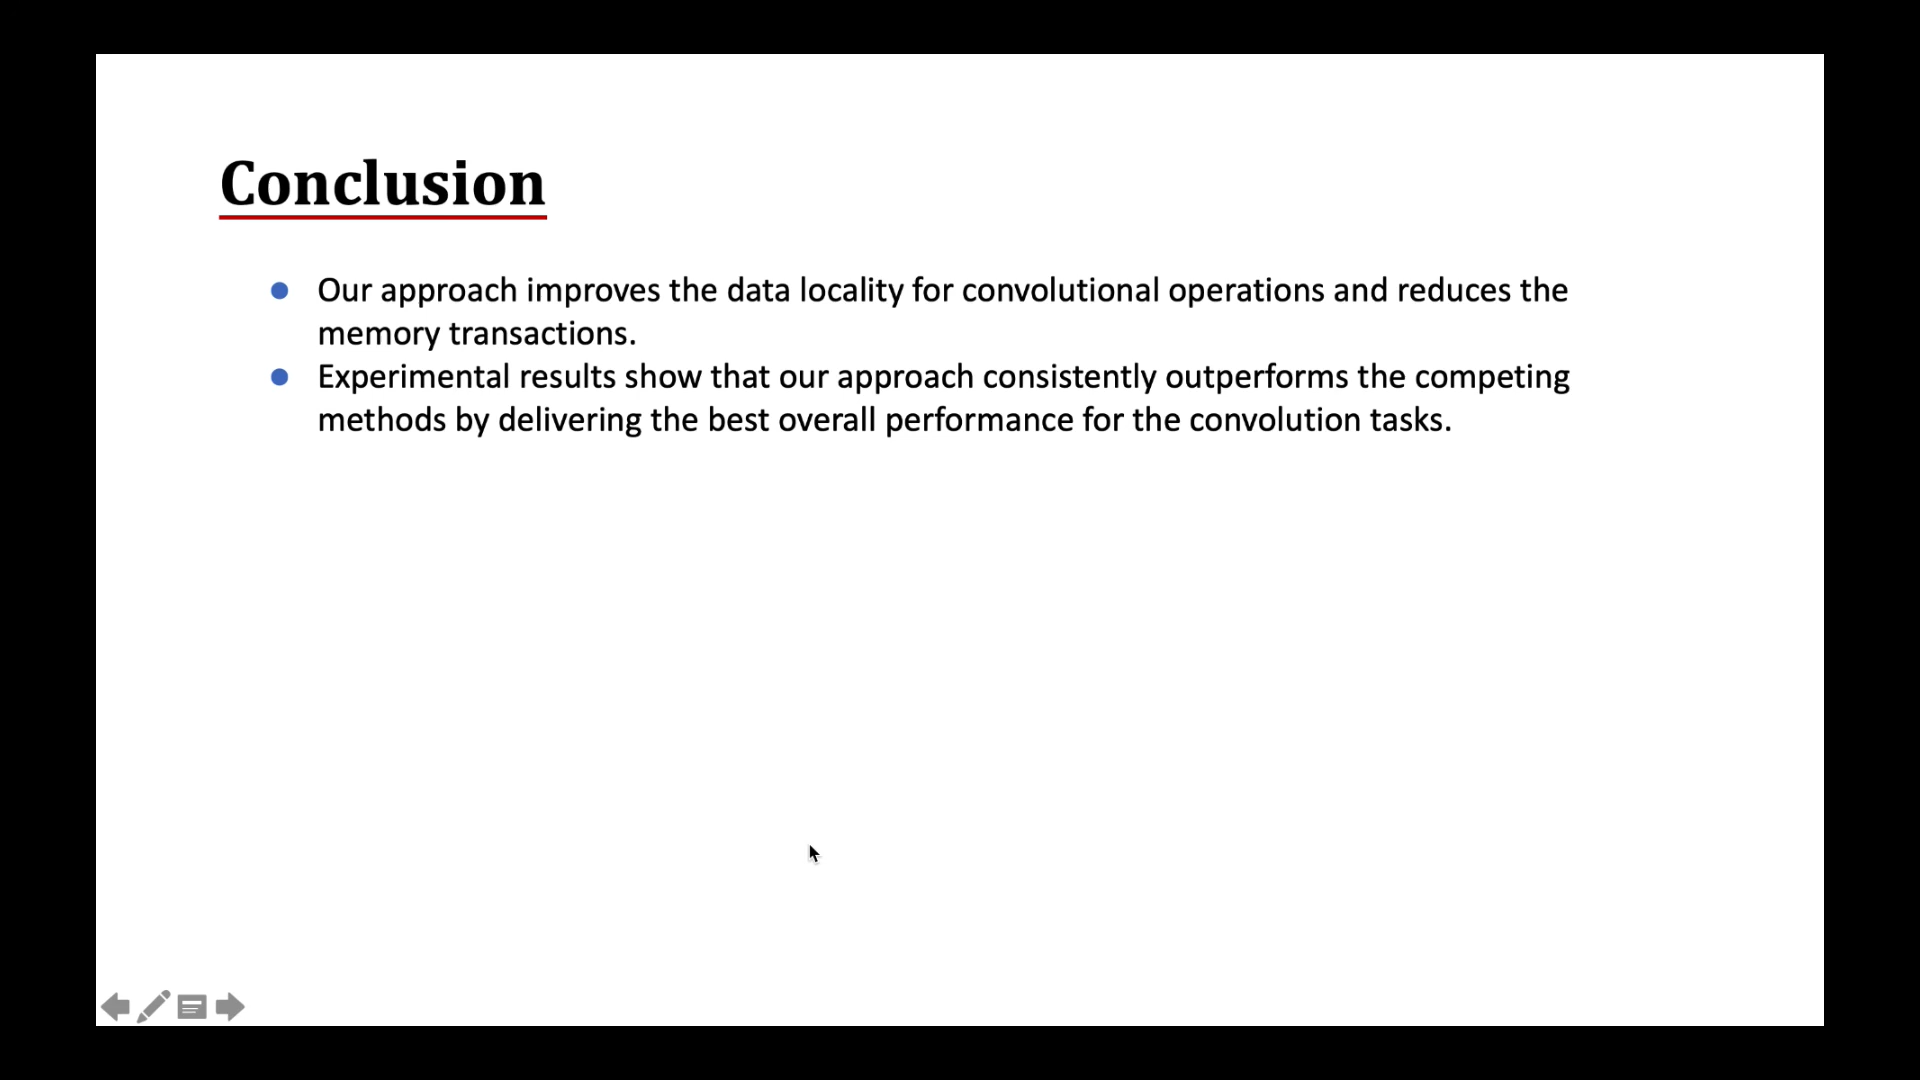 Conclusion
Our approach improves the data locality for convolutional operations and reduces the
memory transactions.
Experimental results show that our approach consistently outperforms the competing
methods by delivering the best overall performance for the convolution tasks.